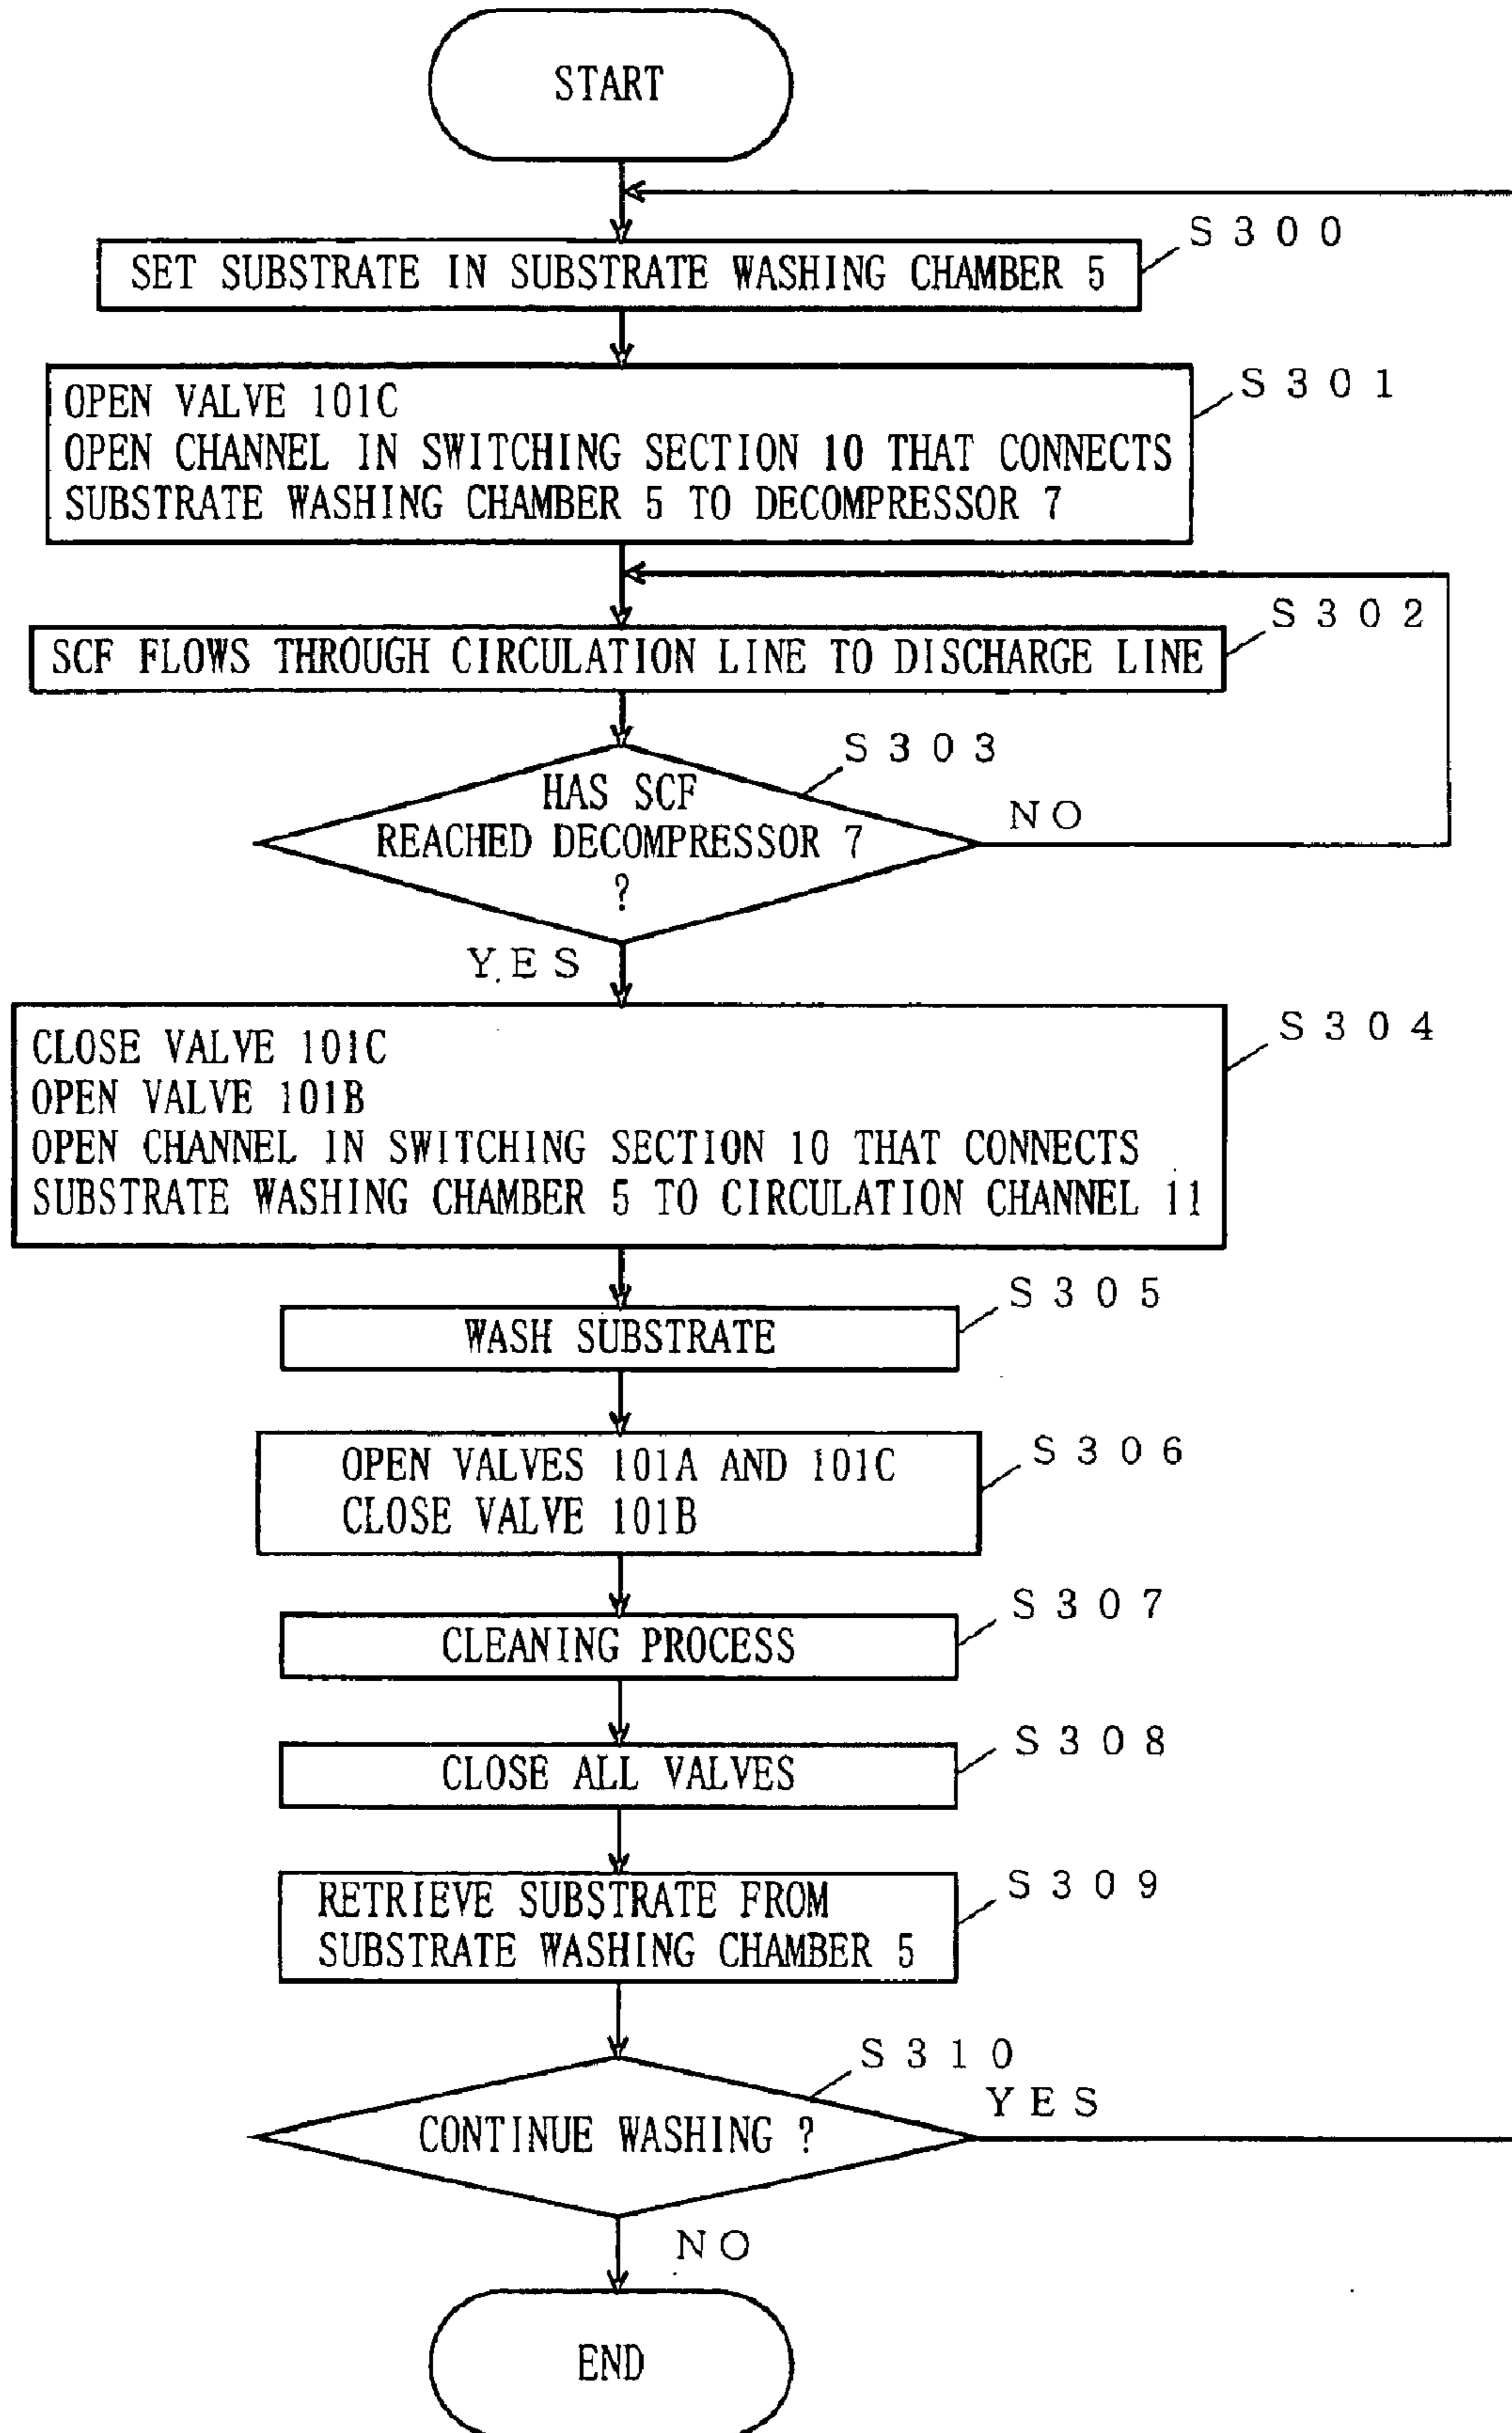 START
S300
SET SUBSTRATE IN SUBSTRATE WASHING CHAMBER 5
S301
OPEN VALVE 101C
OPEN CHANNEL IN SWITCHING SECTION 10 THAT CONNECTS
SUBSTRATE WASHING CHAMBER 5 TO DECOMPRESSOR 7
S302
SCF FLOWS THROUGH CIRCULATION LINE TO DISCHARGE LINE
S303
HAS SCF
REACHED DECOMPRESSOR 7
?
NO
YES
S304
CLOSE VALVE 101C
OPEN VALVE 101B
OPEN CHANNEL IN SWITCHING SECTION 10 THAT CONNECTS
SUBSTRATE WASHING CHAMBER 5 TO CIRCULATION CHANNEL 11
S305
WASH SUBSTRATE
S306
OPEN VALVES 101A AND 101C
CLOSE VALVE 101B
S307
CLEANING PROCESS
S308
CLOSE ALL VALVES
S309
RETRIEVE SUBSTRATE FROM
SUBSTRATE WASHING CHAMBER 5
S310
YES
CONTINUE WASHING ?
NO
END